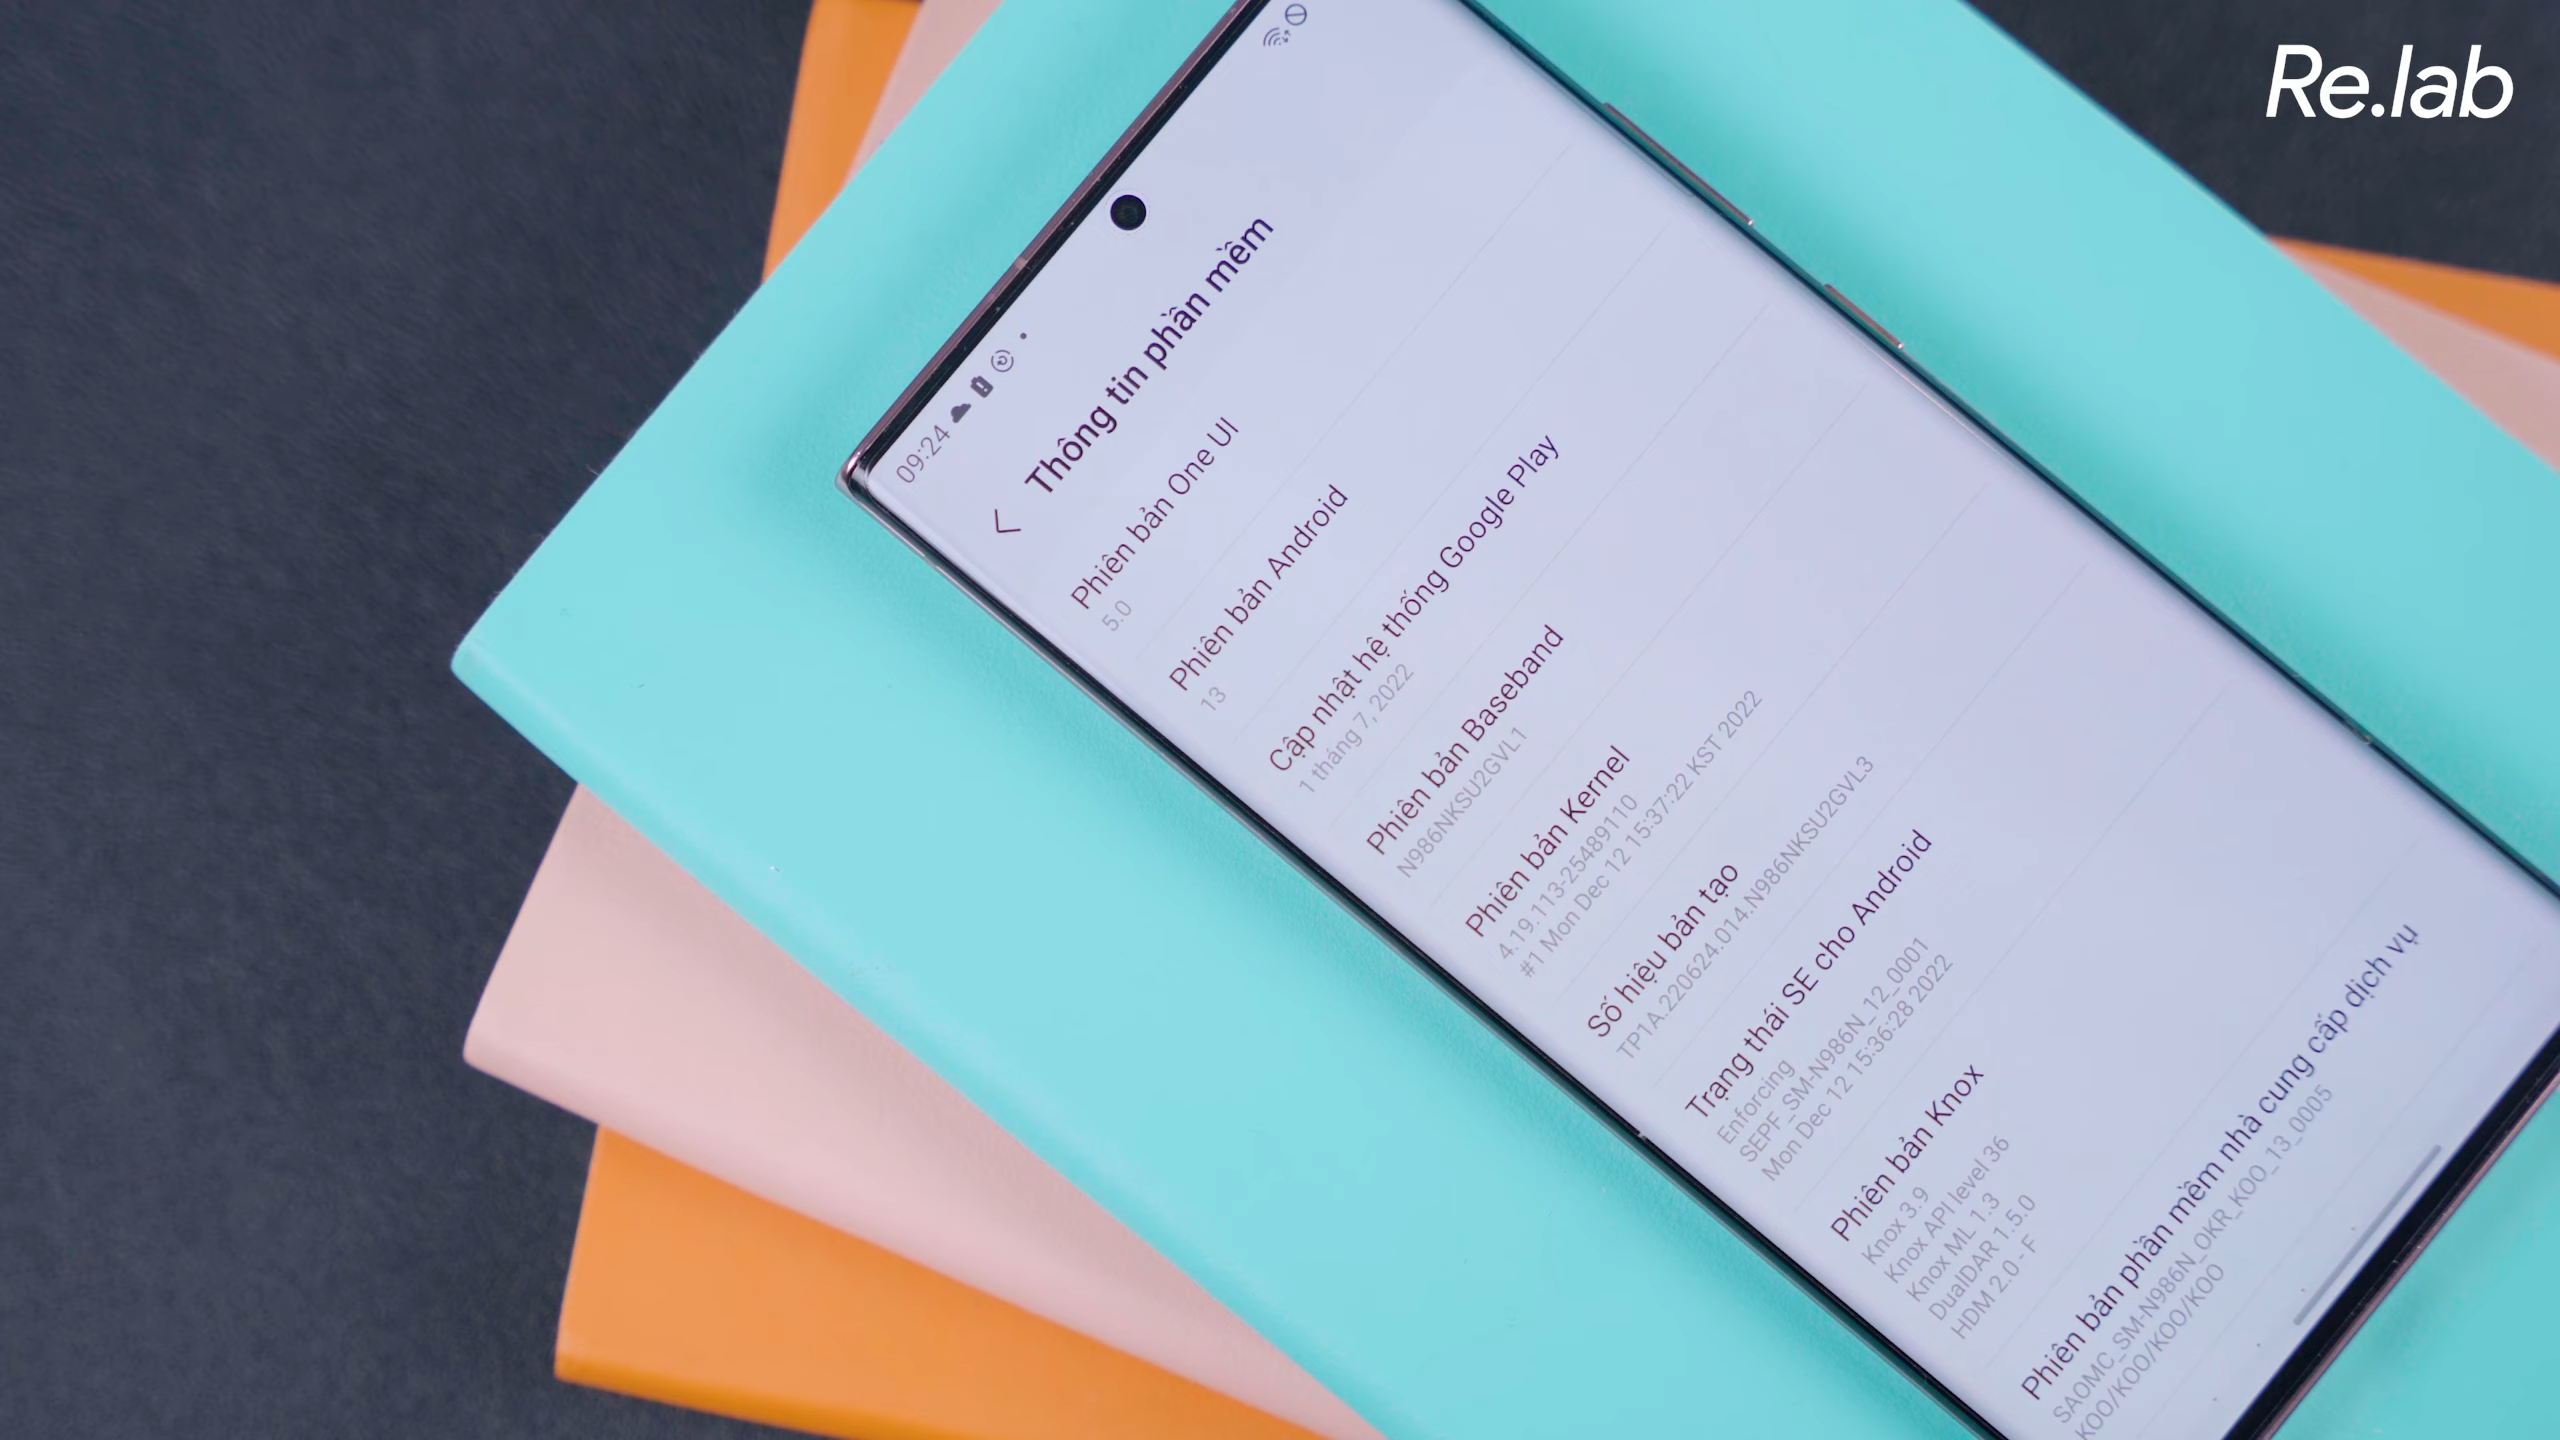 Re.lab
09:24
Thông tin phần mềm
Phiên bản One UI
5.0
Phiên bản Android
13
Cập nhật hệ thống Google Play
1 tháng 7, 2022
Phiên bản Baseband
N986NKSU2GVL1
Phiên bản Kernel
4.19.113-25489110
#1 Mon Dec 12 15:37:22 KST 2022
Số hiệu bản tạo
TP1A.220624.014.N986NKSU2GVL3
Trạng thái SE cho Android
Enforcing
SEPF_SM-N986N_12_0001
Mon Dec 12 15:36:28 2022
Phiên bản Knox
Knox 3.9
Knox API level 36
Knox ML 1.3
DualDAR 1.5.0
HDM 2.0 - F
Phiên bản phần mềm nhà cung cấp dịch vụ
SAOMC_SM-N986N_OKR_KOO_13_0005
KOO/KOO/KOO/KOO